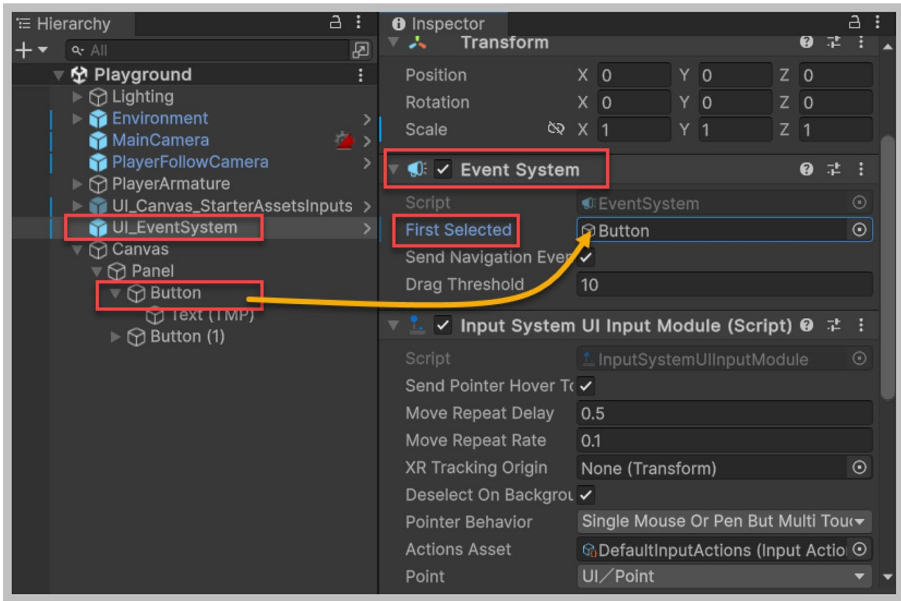 Hierarchy
All
Playground
Lighting
Environment
MainCamera
PlayerFollowCamera
PlayerArmature
UI_Canvas_StarterAssetsInputs
UI_EventSystem
Canvas
Panel
Button
Text (TMP)
Button (1)
Inspector
Transform
Position X 0 Y 0 Z 0
Rotation X 0 Y 0 Z 0
Scale X 1 Y 1 Z 1
Event System
Script EventSystem
First Selected Button
Send Navigation Even
Drag Threshold 10
Input System UI Input Module (Script)
Script InputSystemUIInputModule
Send Pointer Hover To
Move Repeat Delay 0.5
Move Repeat Rate 0.1
XR Tracking Origin None (Transform)
Deselect On Backgrou
Pointer Behavior Single Mouse Or Pen But Multi Touc
Actions Asset DefaultInputActions (Input Actio
Point UI/Point